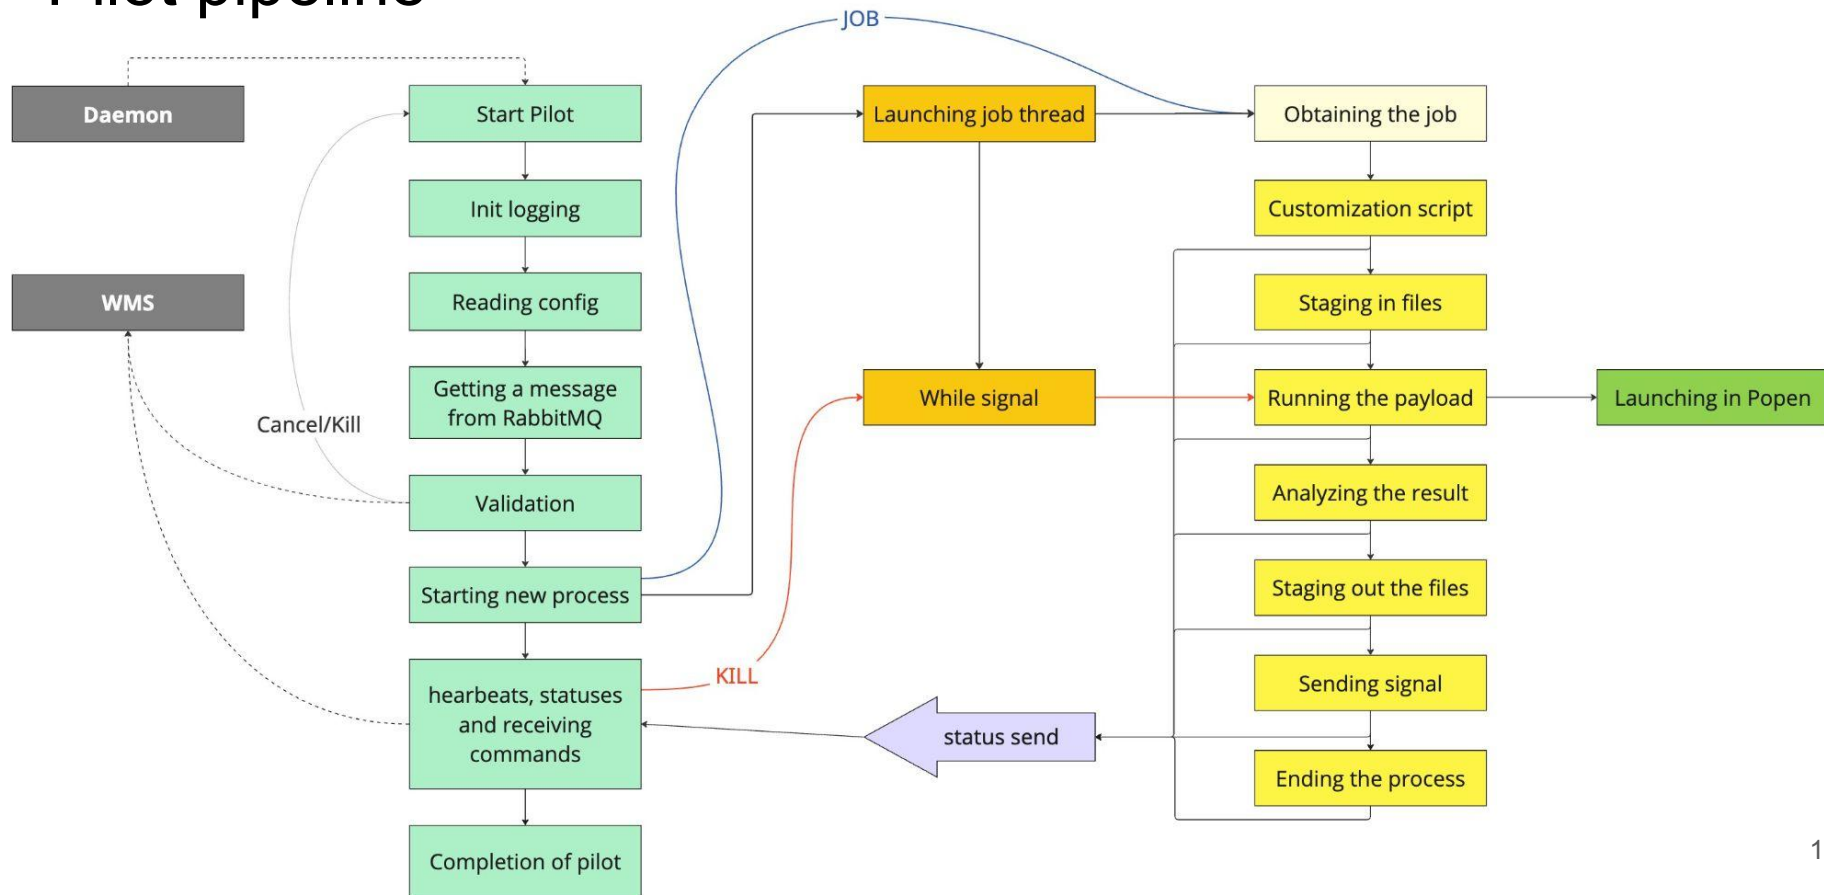 Pilot pipeline
JOB
Daemon
Start Pilot
Launching job thread
Obtaining the job
Init logging
Customization script
WMS
Reading config
Staging in files
Getting a message
from RabbitMQ
While signal
Running the payload
Launching in Popen
Cancel/Kill
Validation
Analyzing the result
Starting new process
Staging out the files
KILL
hearbeats, statuses
and receiving
commands
Sending signal
status send
Ending the process
Completion of pilot
1